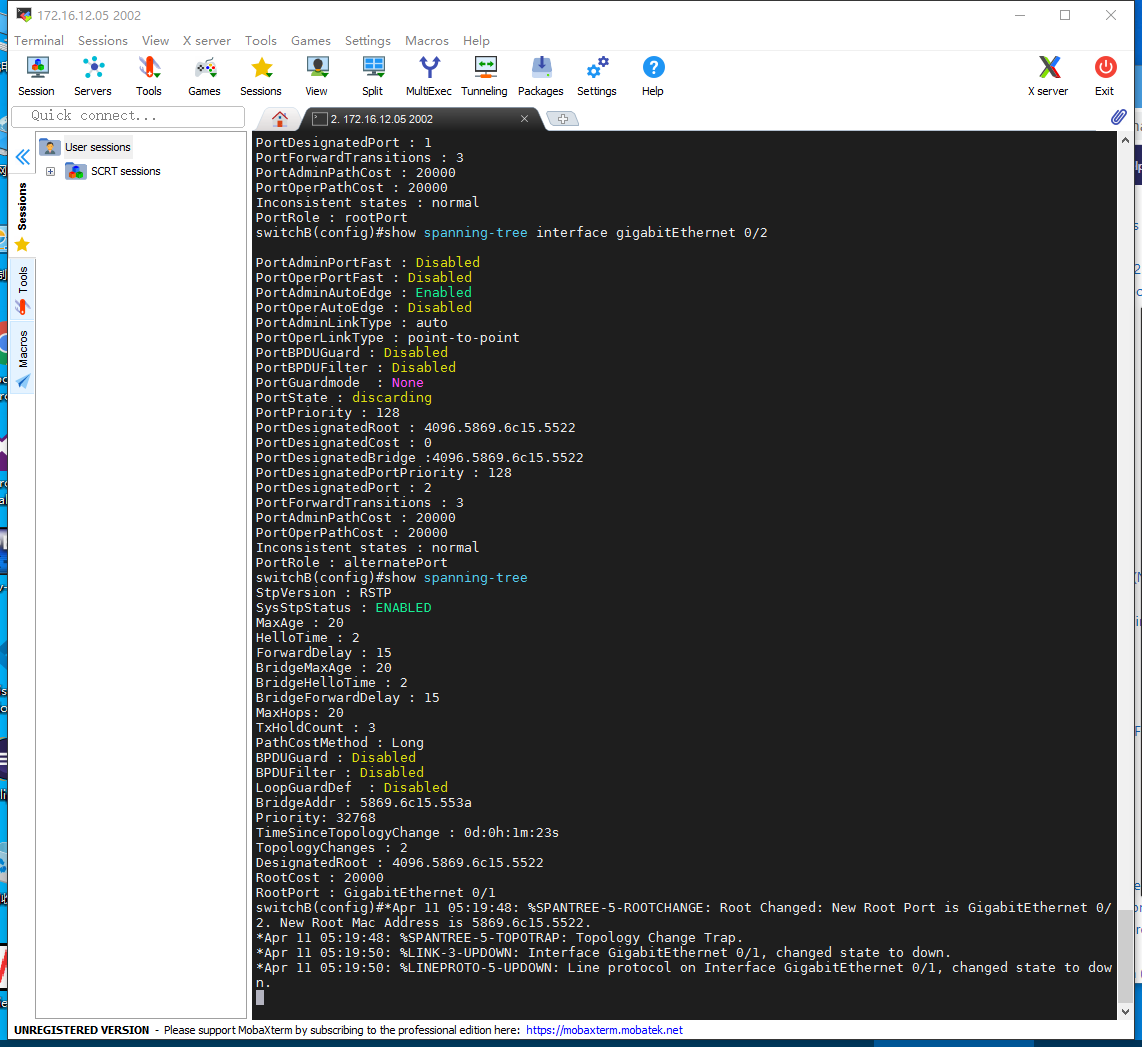 172.16.12.05 2002
Terminal Sessions View X server Tools Games Settings Macros Help
Session Servers Tools Games Sessions View Split MultiExec Tunneling Packages Settings Help X server Exit
Quick connect...
2. 172.16.12.05 2002
User sessions
SCRT sessions
Sessions
Tools
Macros
PortDesignatedPort : 1
PortForwardTransitions : 3
PortAdminPathCost : 20000
PortOperPathCost : 20000
Inconsistent states : normal
PortRole : rootPort
switchB(config)#show spanning-tree interface gigabitEthernet 0/2
PortAdminPortFast : Disabled
PortOperPortFast : Disabled
PortAdminAutoEdge : Enabled
PortOperAutoEdge : Disabled
PortAdminLinkType : auto
PortOperLinkType : point-to-point
PortBPDUGuard : Disabled
PortBPDUFilter : Disabled
PortGuardmode  : None
PortState : discarding
PortPriority : 128
PortDesignatedRoot : 4096.5869.6c15.5522
PortDesignatedCost : 0
PortDesignatedBridge :4096.5869.6c15.5522
PortDesignatedPortPriority : 128
PortDesignatedPort : 2
PortForwardTransitions : 3
PortAdminPathCost : 20000
PortOperPathCost : 20000
Inconsistent states : normal
PortRole : alternatePort
switchB(config)#show spanning-tree
StpVersion : RSTP
SysStpStatus : ENABLED
MaxAge : 20
HelloTime : 2
ForwardDelay : 15
BridgeMaxAge : 20
BridgeHelloTime : 2
BridgeForwardDelay : 15
MaxHops: 20
TxHoldCount : 3
PathCostMethod : Long
BPDUGuard : Disabled
BPDUFilter : Disabled
LoopGuardDef  : Disabled
BridgeAddr : 5869.6c15.553a
Priority: 32768
TimeSinceTopologyChange : 0d:0h:1m:23s
TopologyChanges : 2
DesignatedRoot : 4096.5869.6c15.5522
RootCost : 20000
RootPort : GigabitEthernet 0/1
switchB(config)#*Apr 11 05:19:48: %SPANTREE-5-ROOTCHANGE: Root Changed: New Root Port is GigabitEthernet 0/
2. New Root Mac Address is 5869.6c15.5522.
*Apr 11 05:19:48: %SPANTREE-5-TOPOTRAP: Topology Change Trap.
*Apr 11 05:19:50: %LINK-3-UPDOWN: Interface GigabitEthernet 0/1, changed state to down.
*Apr 11 05:19:50: %LINEPROTO-5-UPDOWN: Line protocol on Interface GigabitEthernet 0/1, changed state to dow
n.
UNREGISTERED VERSION - Please support MobaXterm by subscribing to the professional edition here: https://mobaxterm.mobatek.net